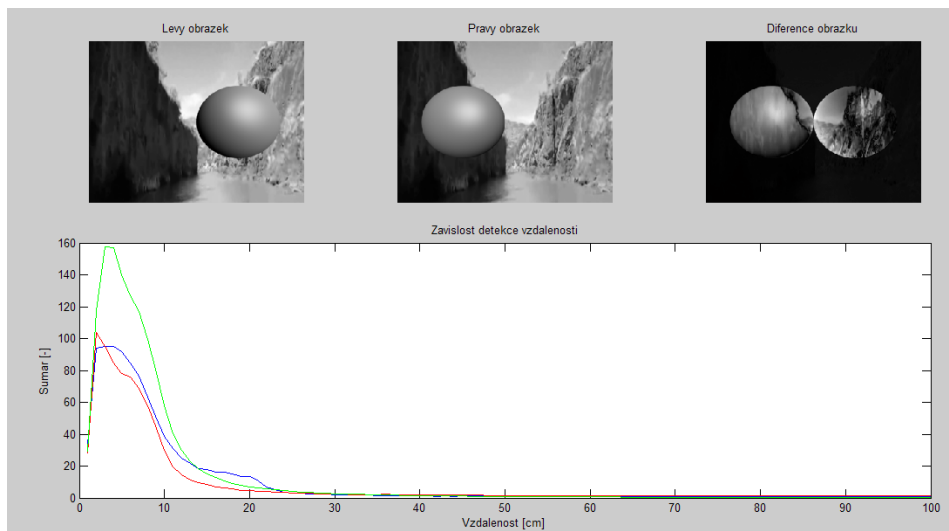 Levy obrazek
Pravy obrazek
Diference obrazku
Zavislost detekce vzdalenosti
160
140
120
100
80
60
40
20
0
Sumar [-]
0 10 20 30 40 50 60 70 80 90 100
Vzdalenost [cm]